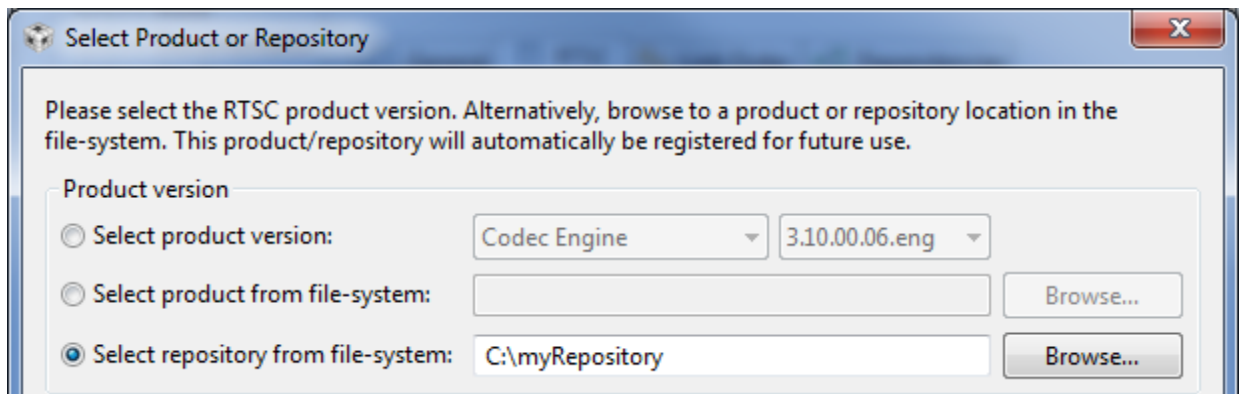 Select Product or Repository
Please select the RTSC product version. Alternatively, browse to a product or repository location in the
file-system. This product/repository will automatically be registered for future use.
Product version
Select product version: Codec Engine 3.10.00.06.eng
Select product from file-system: Browse...
Select repository from file-system: C:\myRepository Browse...